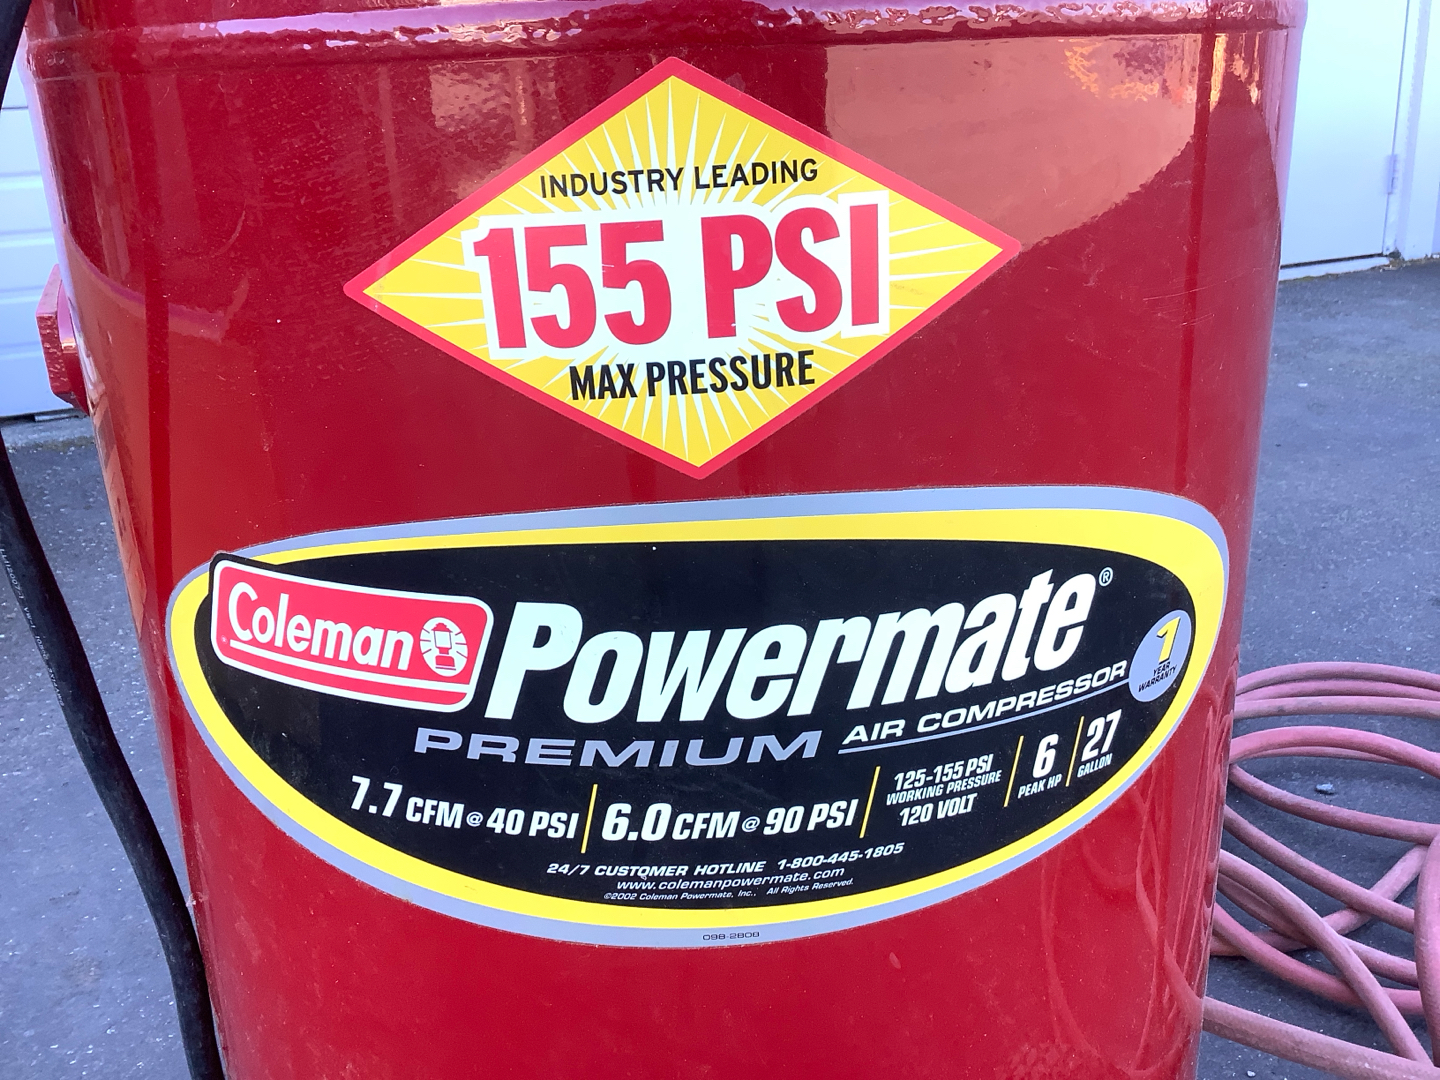 INDUSTRY LEADING
155 PSI
MAX PRESSURE
Coleman
Powermate®
PREMIUM AIR COMPRESSOR
1
YEAR
WARRANTY
7.7 CFM @ 40 PSI
6.0 CFM @ 90 PSI
125-155 PSI
WORKING PRESSURE
120 VOLT
6
PEAK HP
27
GALLON
24/7 CUSTOMER HOTLINE 1-800-445-1805
www.colemanpowermate.com
©2002 Coleman Powermate, Inc., All Rights Reserved.
098-2808